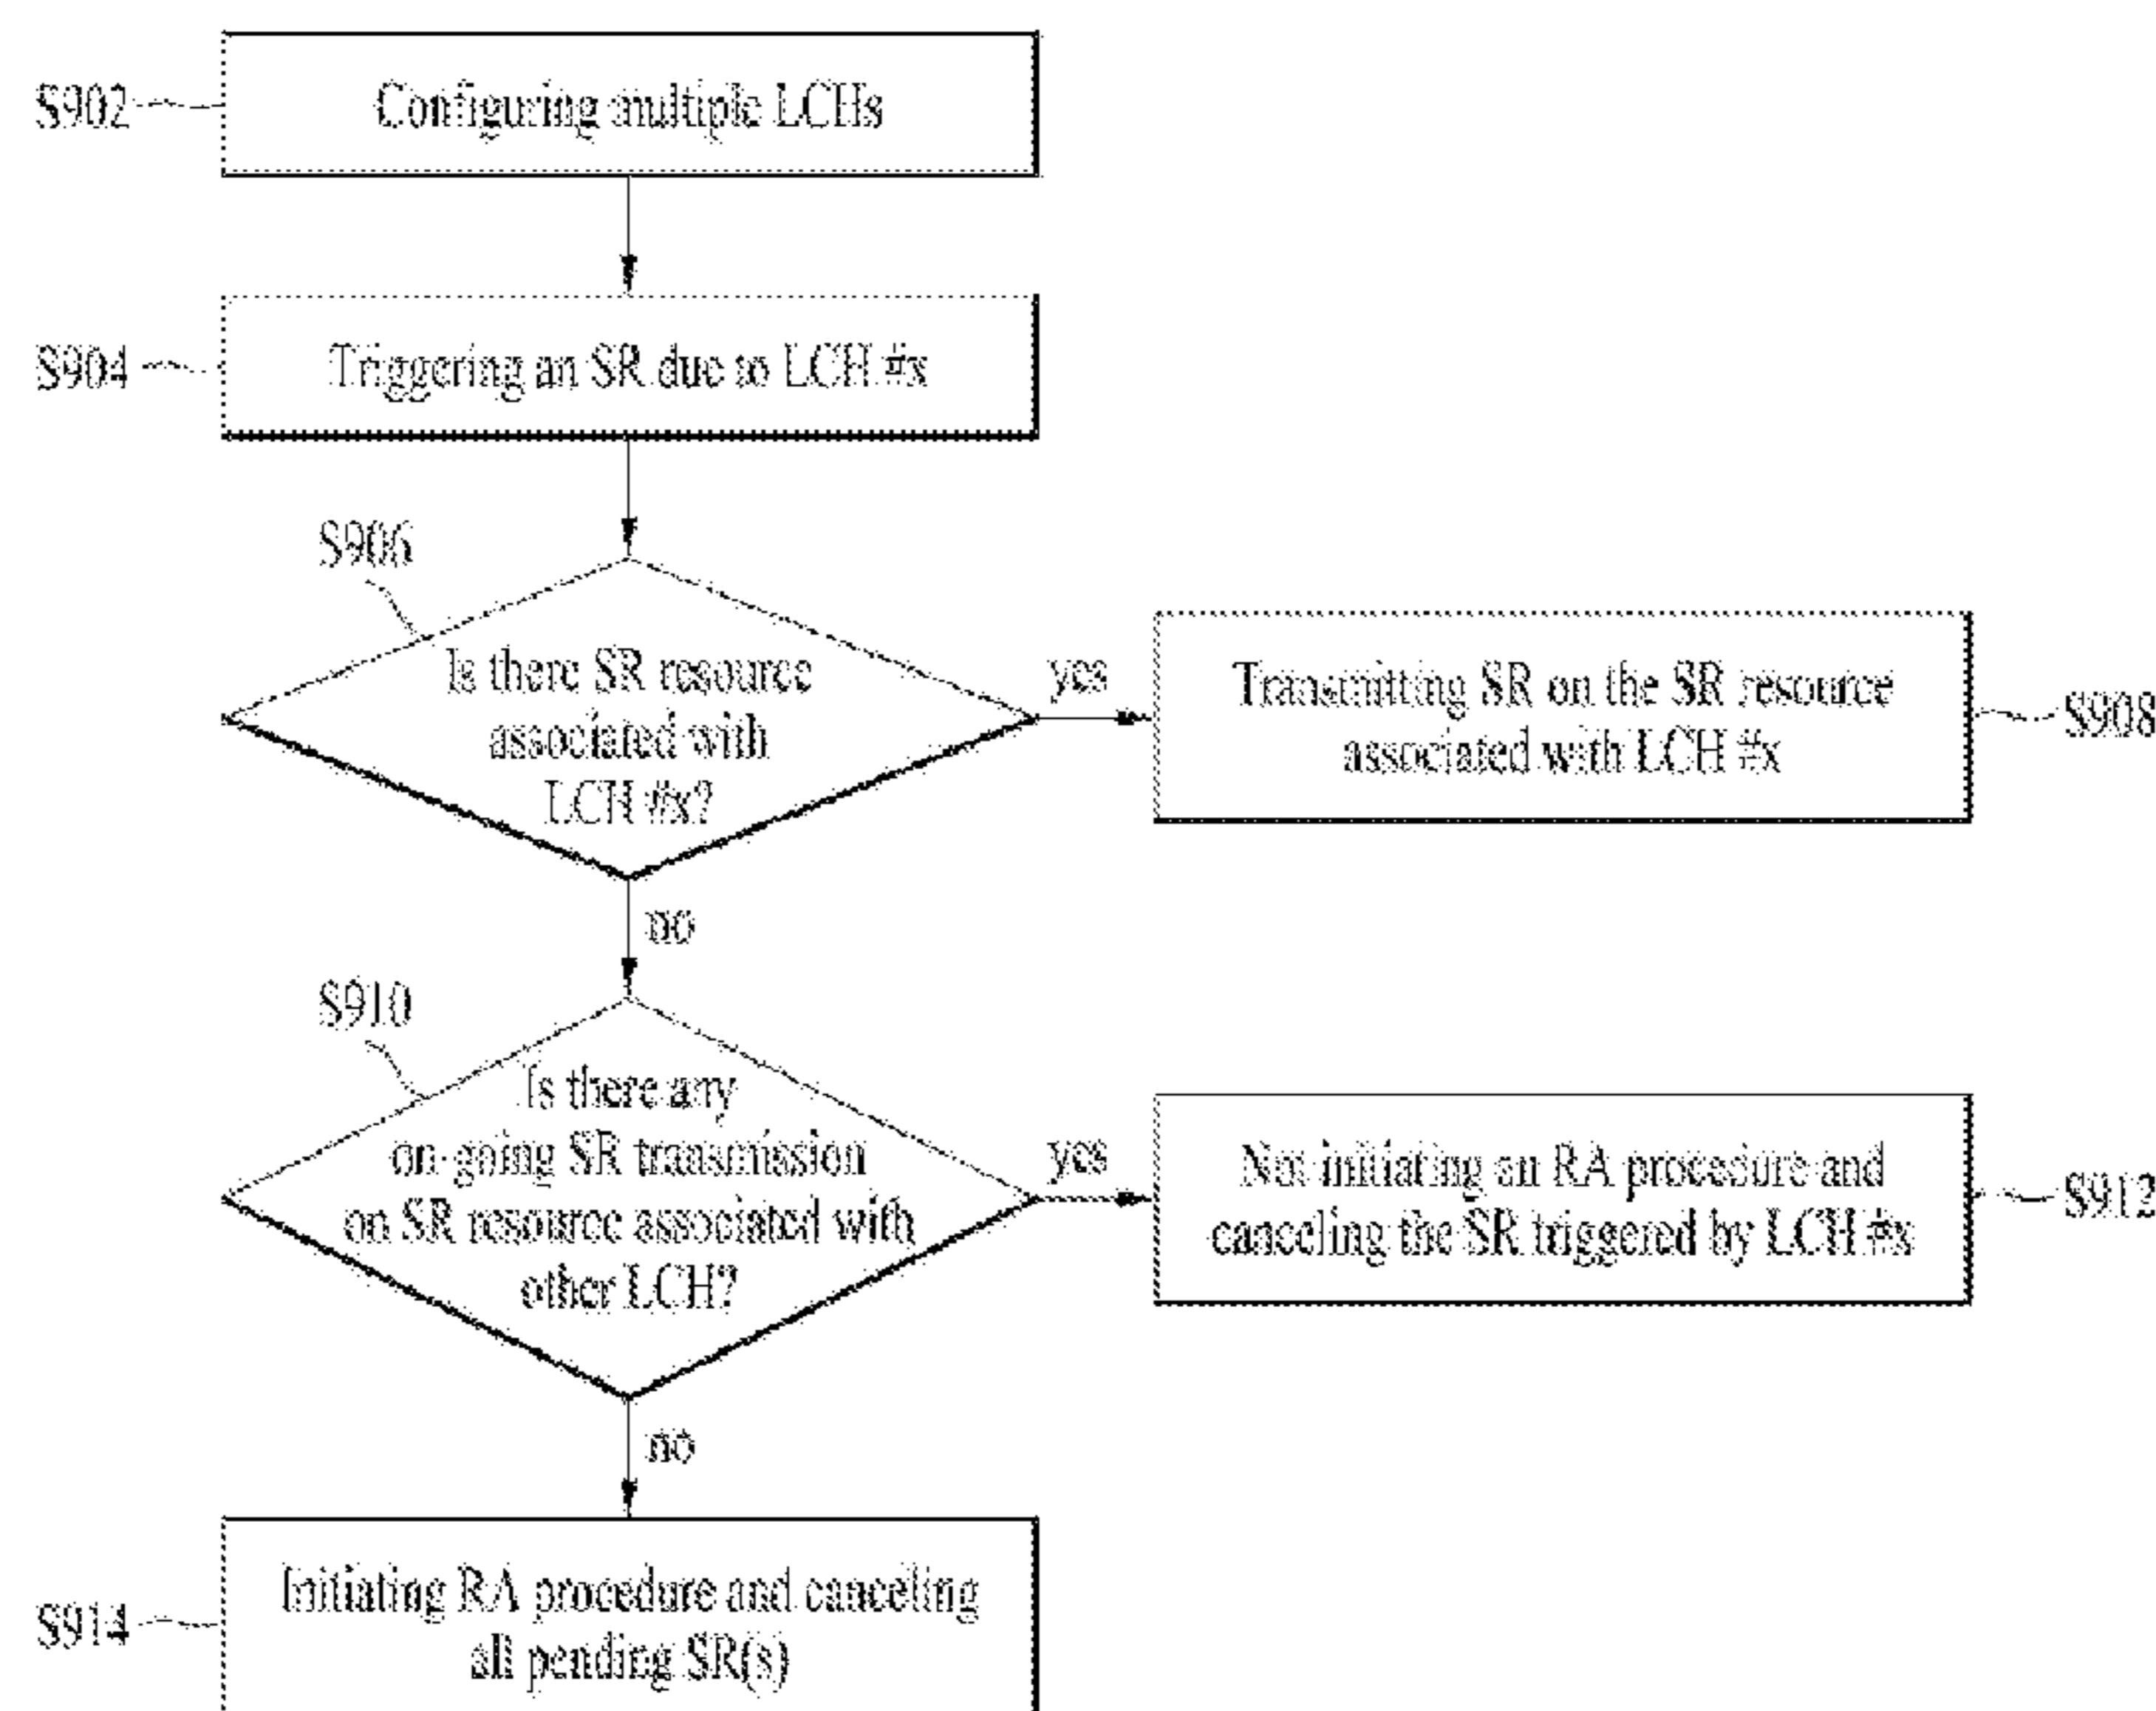 S902
Configuring multiple LCHs
S904
Triggering an SR due to LCH #x
S906
Is there SR resource
associated with
LCH #x?
yes
Transmitting SR on the SR resource
associated with LCH #x
S908
no
S910
Is there any
on-going SR transmission
on SR resource associated with
other LCH?
yes
Not initiating an RA procedure and
canceling the SR triggered by LCH #x
S912
no
S914
Initiating RA procedure and canceling
all pending SR(s)